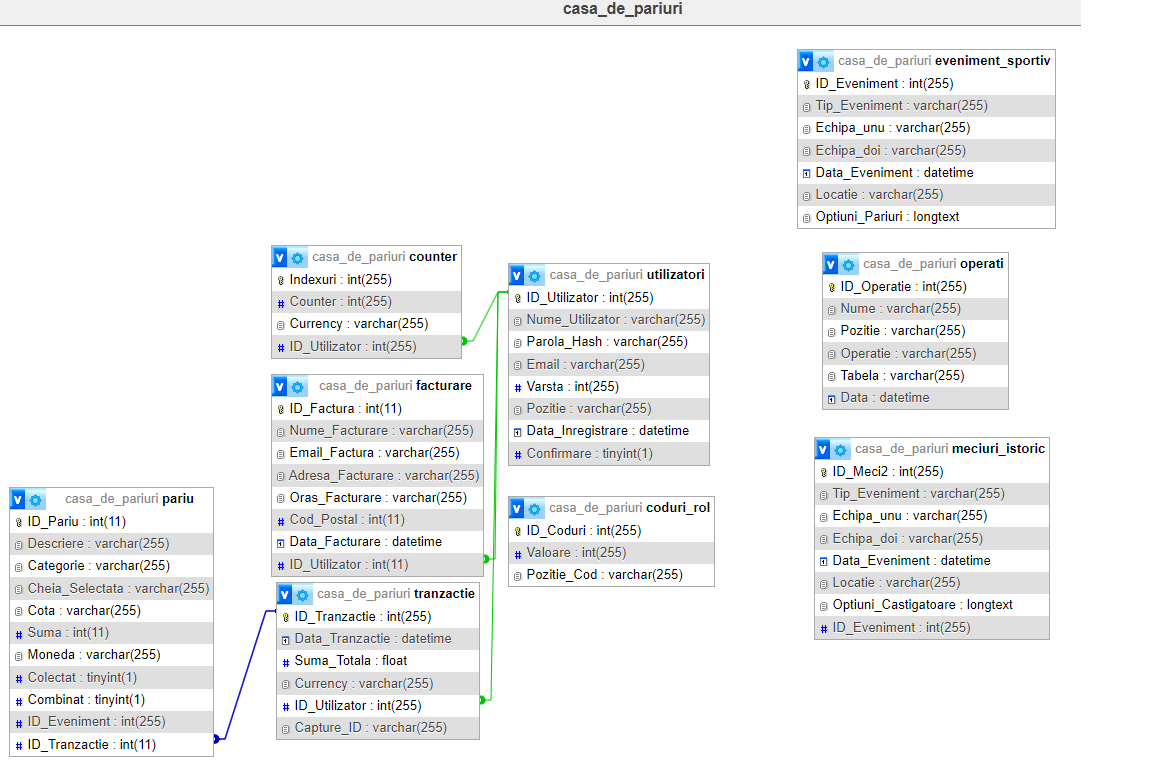 casa_de_pariuri
casa_de_pariuri eveniment_sportiv
ID_Eveniment : int(255)
Tip_Eveniment : varchar(255)
Echipa_unu : varchar(255)
Echipa_doi : varchar(255)
Data_Eveniment : datetime
Locatie : varchar(255)
Optiuni_Pariuri : longtext
casa_de_pariuri counter
Indexuri : int(255)
Counter : int(255)
Currency : varchar(255)
ID_Utilizator : int(255)
casa_de_pariuri utilizatori
ID_Utilizator : int(255)
Nume_Utilizator : varchar(255)
Parola_Hash : varchar(255)
Email : varchar(255)
Varsta : int(255)
Pozitie : varchar(255)
Data_Inregistrare : datetime
Confirmare : tinyint(1)
casa_de_pariuri operati
ID_Operatie : int(255)
Nume : varchar(255)
Pozitie : varchar(255)
Operatie : varchar(255)
Tabela : varchar(255)
Data : datetime
casa_de_pariuri facturare
ID_Factura : int(11)
Nume_Facturare : varchar(255)
Email_Factura : varchar(255)
Adresa_Facturare : varchar(255)
Oras_Facturare : varchar(255)
Cod_Postal : int(11)
Data_Facturare : datetime
ID_Utilizator : int(11)
casa_de_pariuri coduri_rol
ID_Coduri : int(255)
Valoare : int(255)
Pozitie_Cod : varchar(255)
casa_de_pariuri meciuri_istoric
ID_Meci2 : int(255)
Tip_Eveniment : varchar(255)
Echipa_unu : varchar(255)
Echipa_doi : varchar(255)
Data_Eveniment : datetime
Locatie : varchar(255)
Optiuni_Castigatoare : longtext
ID_Eveniment : int(255)
casa_de_pariuri pariu
ID_Pariu : int(11)
Descriere : varchar(255)
Categorie : varchar(255)
Cheia_Selectata : varchar(255)
Cota : varchar(255)
Suma : int(11)
Moneda : varchar(255)
Colectat : tinyint(1)
Combinat : tinyint(1)
ID_Eveniment : int(255)
ID_Tranzactie : int(11)
casa_de_pariuri tranzactie
ID_Tranzactie : int(255)
Data_Tranzactie : datetime
Suma_Totala : float
Currency : varchar(255)
ID_Utilizator : int(255)
Capture_ID : varchar(255)